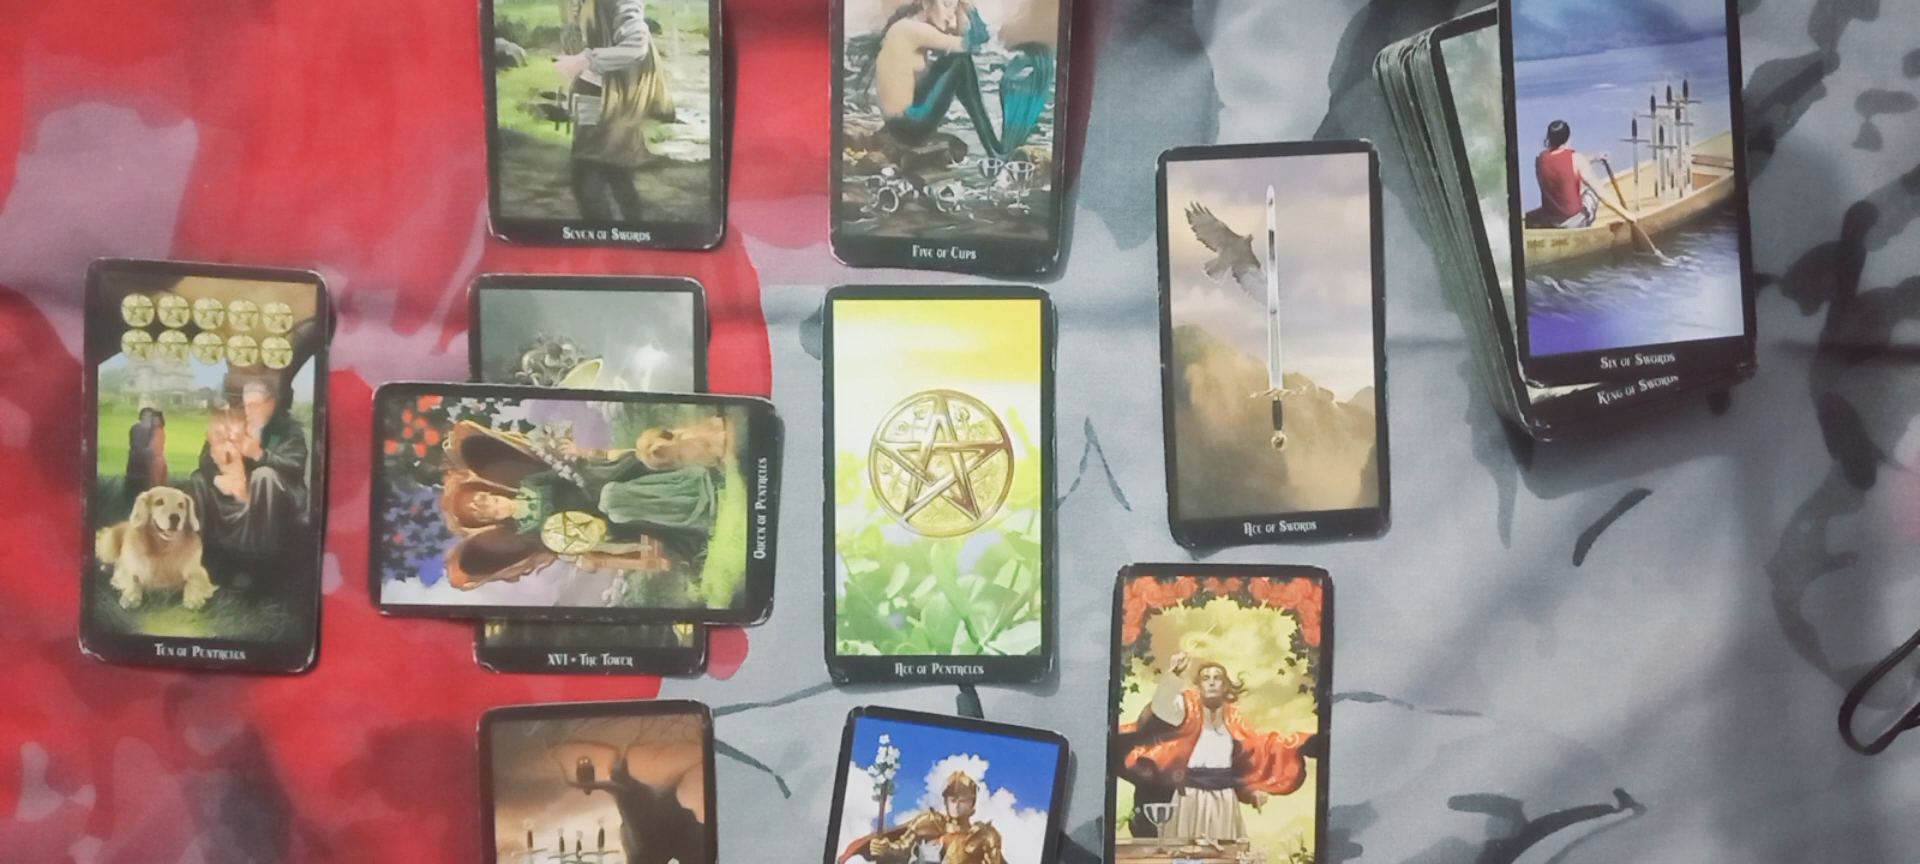 Seven of Swords
Five of Cups
Six of Swords
King of Swords
Ace of Swords
Queen of Pentacles
Ten of Pentacles
XVI • The Tower
Ace of Pentacles